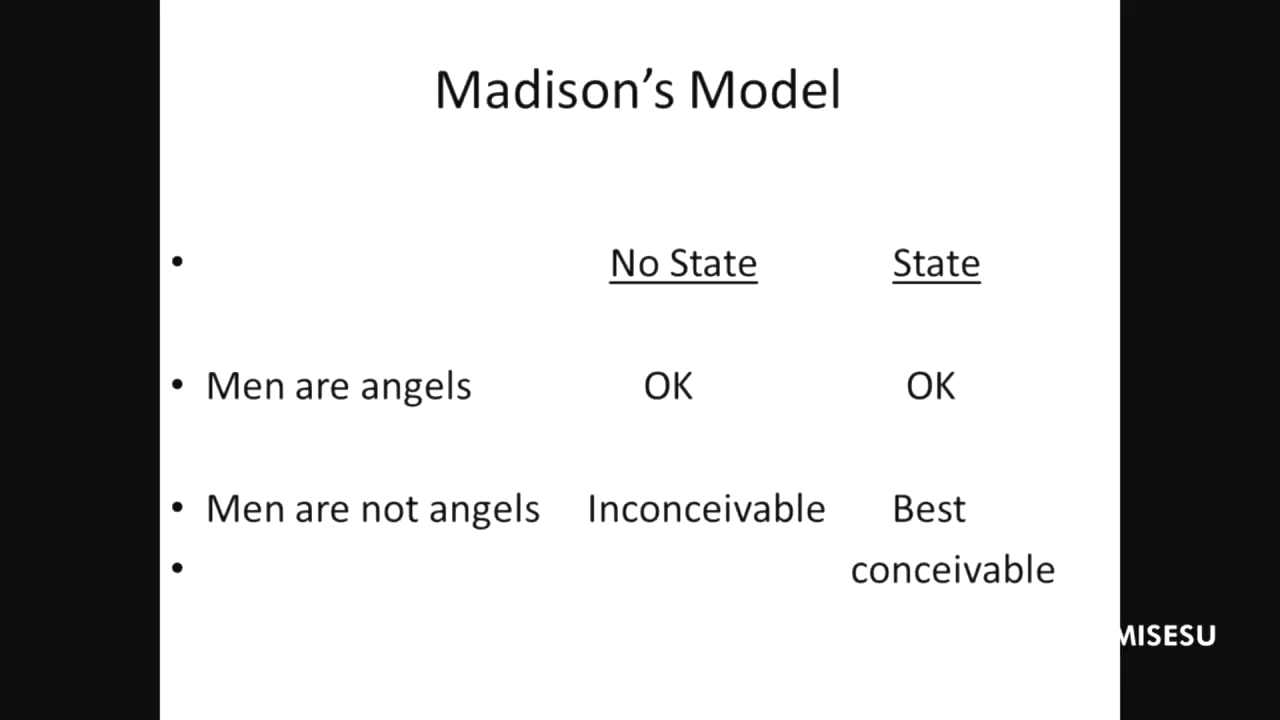 Madison's Model
• No State State
• Men are angels OK OK
• Men are not angels Inconceivable Best
• conceivable
MISESU